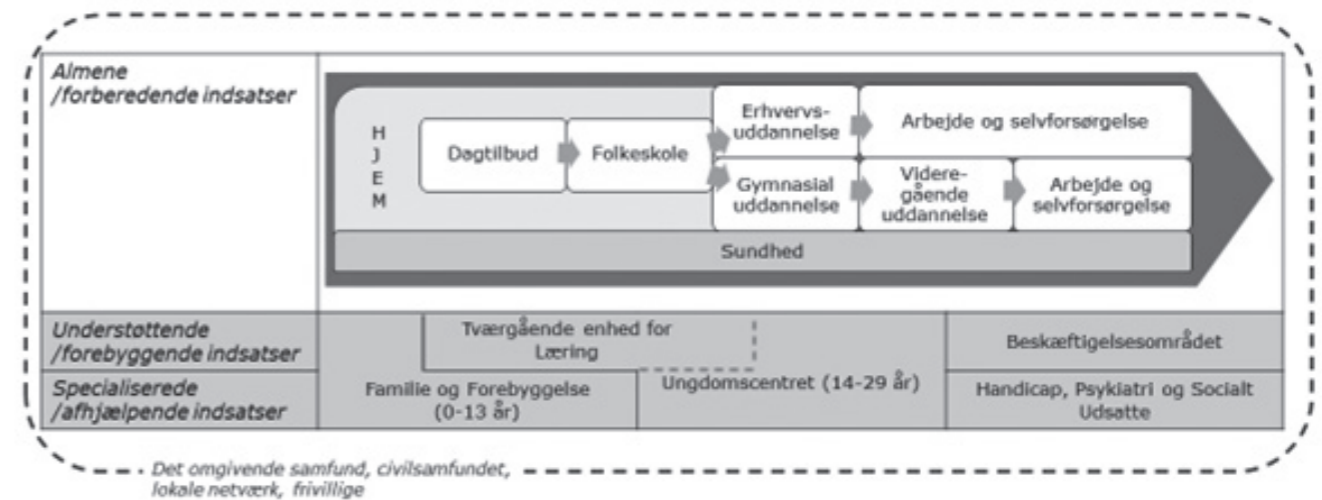 Almene
/forberedende indsatser
H
J
E
M
Dagtilbud
Folkeskole
Erhvervs-
uddannelse
Arbejde og selvforsørgelse
Gymnasial
uddannelse
Videre-
gående
uddannelse
Arbejde og
selvforsørgelse
Sundhed
Understøttende
/forebyggende indsatser
Tværgående enhed for
Læring
Beskæftigelsesområdet
Specialiserede
/afhjælpende indsatser
Familie og Forebyggelse
(0-13 år)
Ungdomscentret (14-29 år)
Handicap, Psykiatri og Socialt
Udsatte
Det omgivende samfund, civilsamfundet,
lokale netværk, frivillige